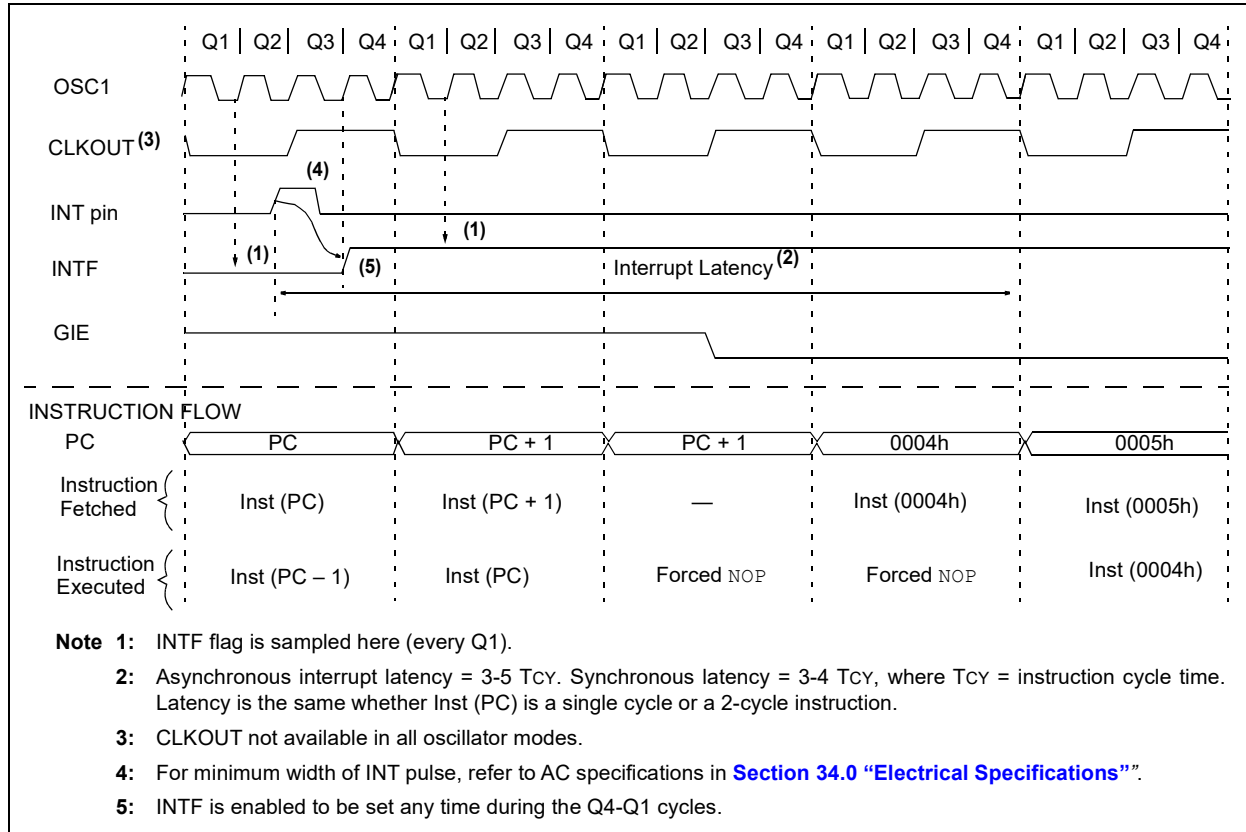 Q1 Q2 Q3 Q4 Q1 Q2 Q3 Q4 Q1 Q2 Q3 Q4 Q1 Q2 Q3 Q4 Q1 Q2 Q3 Q4
OSC1
CLKOUT (3)
(4)
INT pin
(1) (1)
INTF (5) Interrupt Latency (2)
GIE
INSTRUCTION FLOW
PC PC PC + 1 PC + 1 0004h 0005h
Instruction
Fetched Inst (PC) Inst (PC + 1) — Inst (0004h) Inst (0005h)
Instruction
Executed Inst (PC – 1) Inst (PC) Forced NOP Forced NOP Inst (0004h)
Note 1: INTF flag is sampled here (every Q1).
2: Asynchronous interrupt latency = 3-5 TCY. Synchronous latency = 3-4 TCY, where TCY = instruction cycle time.
Latency is the same whether Inst (PC) is a single cycle or a 2-cycle instruction.
3: CLKOUT not available in all oscillator modes.
4: For minimum width of INT pulse, refer to AC specifications in Section 34.0 “Electrical Specifications””.
5: INTF is enabled to be set any time during the Q4-Q1 cycles.